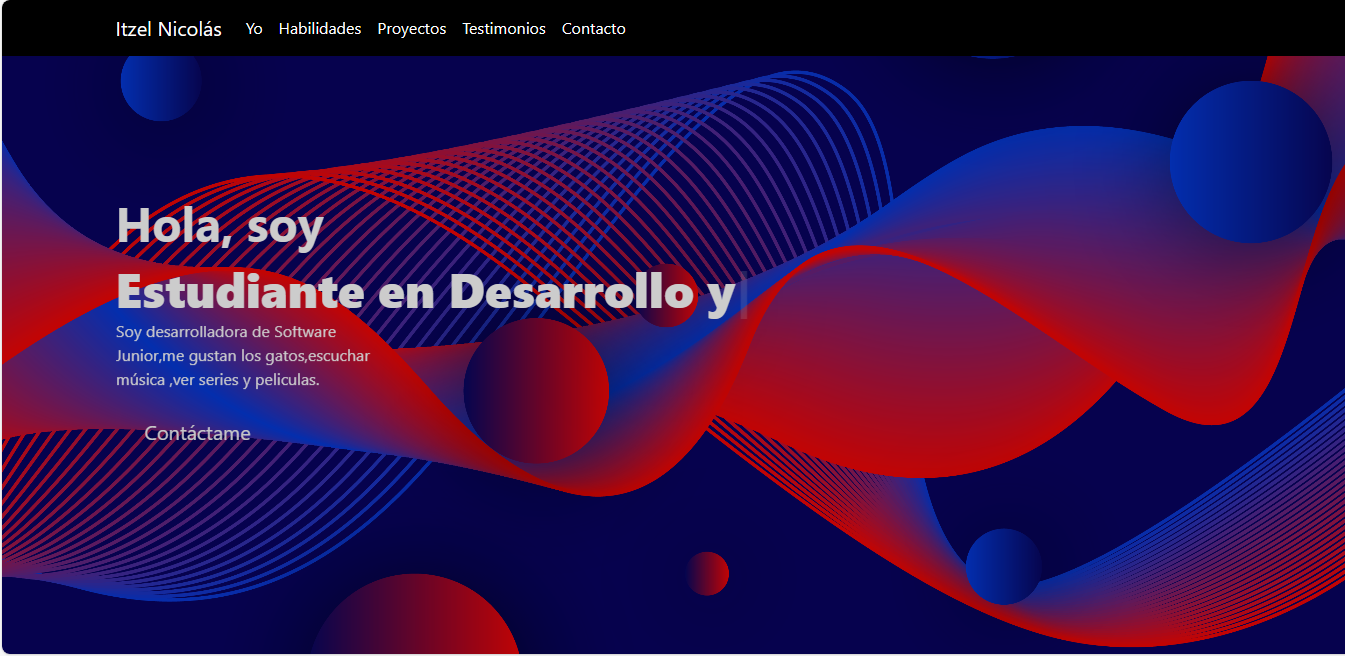 Itzel Nicolás Yo Habilidades Proyectos Testimonios Contacto
Hola, soy
Estudiante en Desarrollo y
Soy desarrolladora de Software
Junior,me gustan los gatos,escuchar
música ,ver series y peliculas.
Contáctame